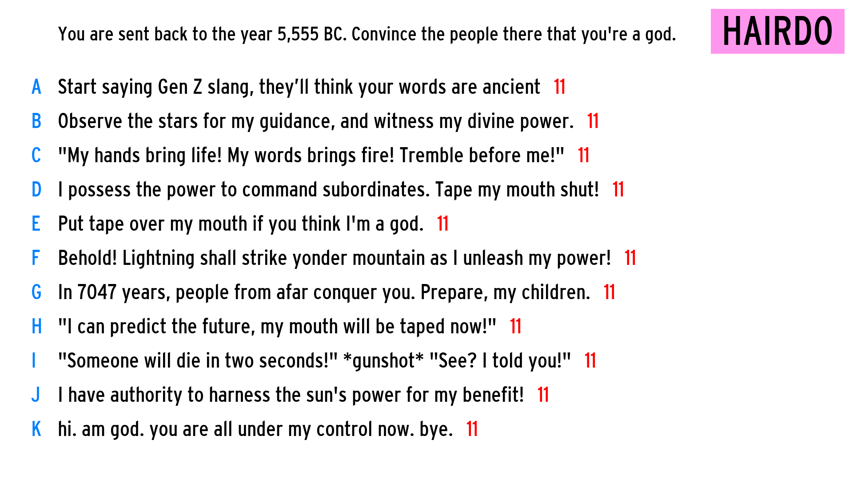 You are sent back to the year 5,555 BC. Convince the people there that you're a god.
HAIRDO
A Start saying Gen Z slang, they’ll think your words are ancient 11
B Observe the stars for my guidance, and witness my divine power. 11
C "My hands bring life! My words brings fire! Tremble before me!" 11
D I possess the power to command subordinates. Tape my mouth shut! 11
E Put tape over my mouth if you think I'm a god. 11
F Behold! Lightning shall strike yonder mountain as I unleash my power! 11
G In 7047 years, people from afar conquer you. Prepare, my children. 11
H "I can predict the future, my mouth will be taped now!" 11
I "Someone will die in two seconds!" *gunshot* "See? I told you!" 11
J I have authority to harness the sun's power for my benefit! 11
K hi. am god. you are all under my control now. bye. 11